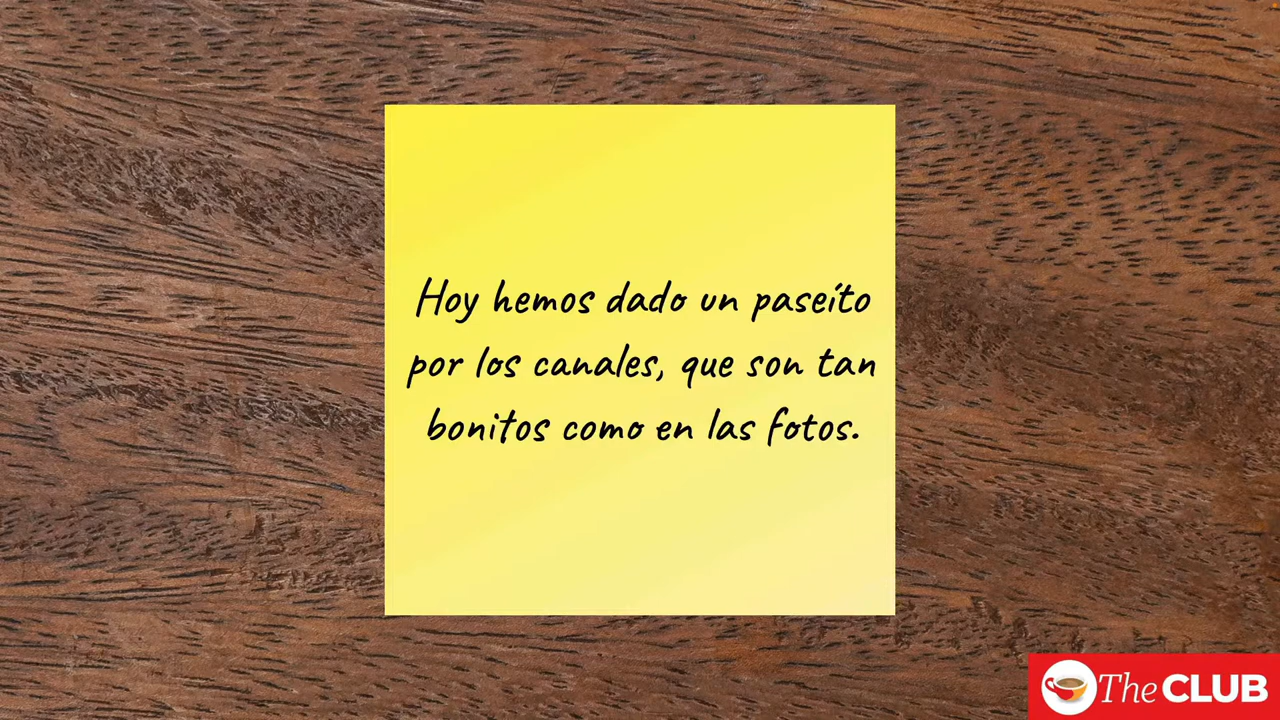 Hoy hemos dado un paseíto
por los canales, que son tan
bonitos como en las fotos.
The CLUB